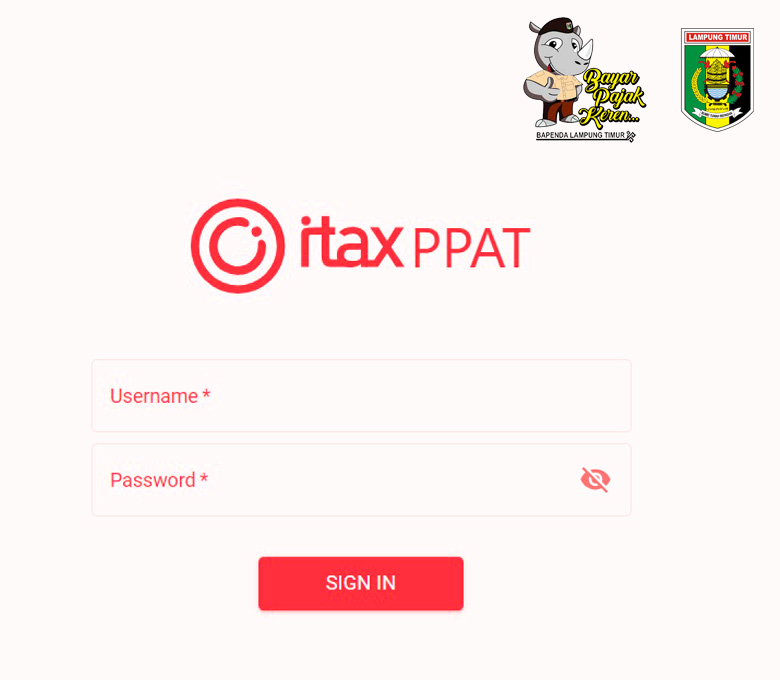 LAMPUNG TIMUR
Bayar
Pajak
Keren...
BAPENDA LAMPUNG TIMUR
itax PPAT
Username *
Password *
SIGN IN